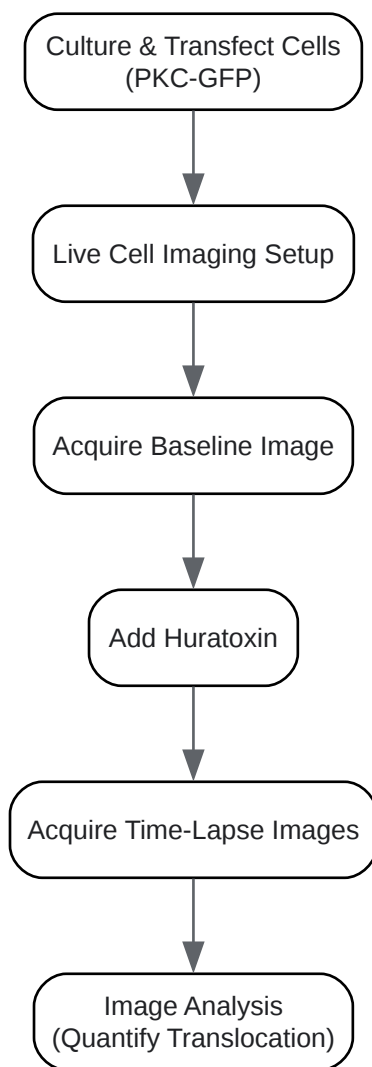 Culture & Transfect Cells
(PKC-GFP)
Live Cell Imaging Setup
Acquire Baseline Image
Add Huratoxin
Acquire Time-Lapse Images
Image Analysis
(Quantify Translocation)